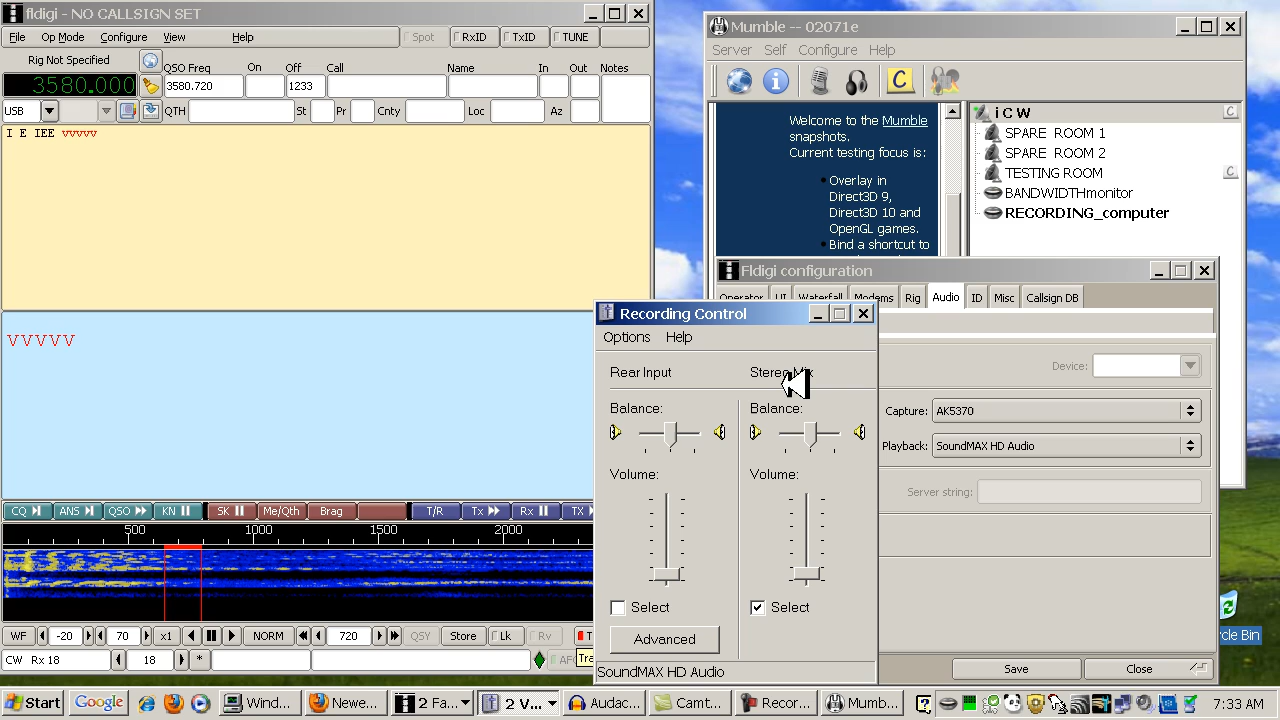 fldigi - NO CALLSIGN SET
File Op Mode Configure View Help Spot RxID TxID TUNE
Rig Not Specified
QSO Freq On Off Call Name In Out Notes
3580.000 3580.720 1233
USB QTH St Pr Cnty Loc Az
I E IEE VVVVV
VVVVV
CQ ANS QSO KN SK Me/Qth Brag T/R Tx Rx TX
500 1000 1500 2000
WF -20 70 x1 NORM 720 QSY Store Lk Rv T
CW Rx 18 18 * AF Tra
Mumble -- 02071e
Server Self Configure Help
Welcome to the Mumble
snapshots.
Current testing focus is:
Overlay in
Direct3D 9,
Direct3D 10 and
OpenGL games.
Bind a shortcut to
i C W C
SPARE ROOM 1
SPARE ROOM 2
TESTING ROOM C
BANDWIDTHmonitor
RECORDING_computer
Fldigi configuration
Operator UI Waterfall Modems Rig Audio ID Misc Callsign DB
Device:
Capture: AK5370
Playback: SoundMAX HD Audio
Server string:
Save Close
Recording Control
Options Help
Rear Input Stereo Mix
Balance: Balance:
Volume: Volume:
Select Select
Advanced
SoundMAX HD Audio
cle Bin
Start Google Wind... Newe... 2 Fa... 2 V... Audac... Cam... Recor... Mumb... 7:33 AM